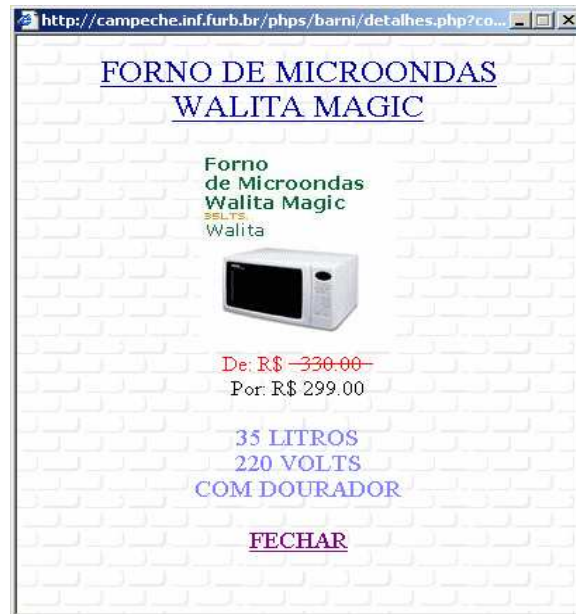 http://campeche.inf.furb.br/phps/barni/detalhes.php?co...
FORNO DE MICROONDAS
WALITA MAGIC
Forno
de Microondas
Walita Magic
35LTS.
Walita
De: R$ 330.00
Por: R$ 299.00
35 LITROS
220 VOLTS
COM DOURADOR
FECHAR